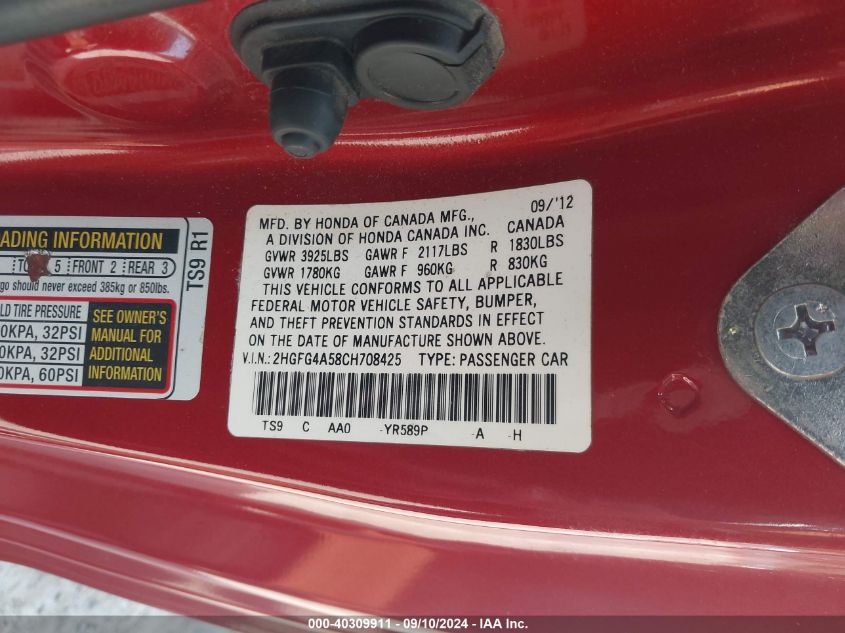 09/'12
MFD. BY HONDA OF CANADA MFG.,
A DIVISION OF HONDA CANADA INC. CANADA
GVWR 3925LBS GAWR F 2117LBS R 1830LBS
GVWR 1780KG GAWR F 960KG R 830KG
THIS VEHICLE CONFORMS TO ALL APPLICABLE
FEDERAL MOTOR VEHICLE SAFETY, BUMPER,
AND THEFT PREVENTION STANDARDS IN EFFECT
ON THE DATE OF MANUFACTURE SHOWN ABOVE.
V.I.N.: 2HGFG4A58CH708425 TYPE: PASSENGER CAR
TS9 C AA0 -YR589P -A -H
ADING INFORMATION
5 FRONT 2 REAR 3
go should never exceed 385kg or 850lbs.
LD TIRE PRESSURE
0KPA, 32PSI
0KPA, 32PSI
0KPA, 60PSI
SEE OWNER'S
MANUAL FOR
ADDITIONAL
INFORMATION
TS9 R1
000-40309911 - 09/10/2024 - IAA Inc.